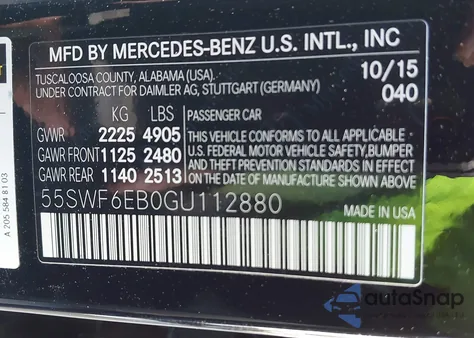 MFD BY MERCEDES-BENZ U.S. INTL., INC
TUSCALOOSA COUNTY, ALABAMA (USA).
UNDER CONTRACT FOR DAIMLER AG, STUTTGART (GERMANY)
10/15
040
KG LBS
GVWR 2225 4905
GAWR FRONT 1125 2480
GAWR REAR 1140 2513
PASSENGER CAR
THIS VEHICLE CONFORMS TO ALL APPLICABLE
U.S. FEDERAL MOTOR VEHICLE SAFETY, BUMPER
AND THEFT PREVENTION STANDARDS IN EFFECT
ON THE DATE OF MANUFACTURE SHOWN ABOVE
55SWF6EB0GU112880
MADE IN USA
A 205 584 81 03
autoSnap